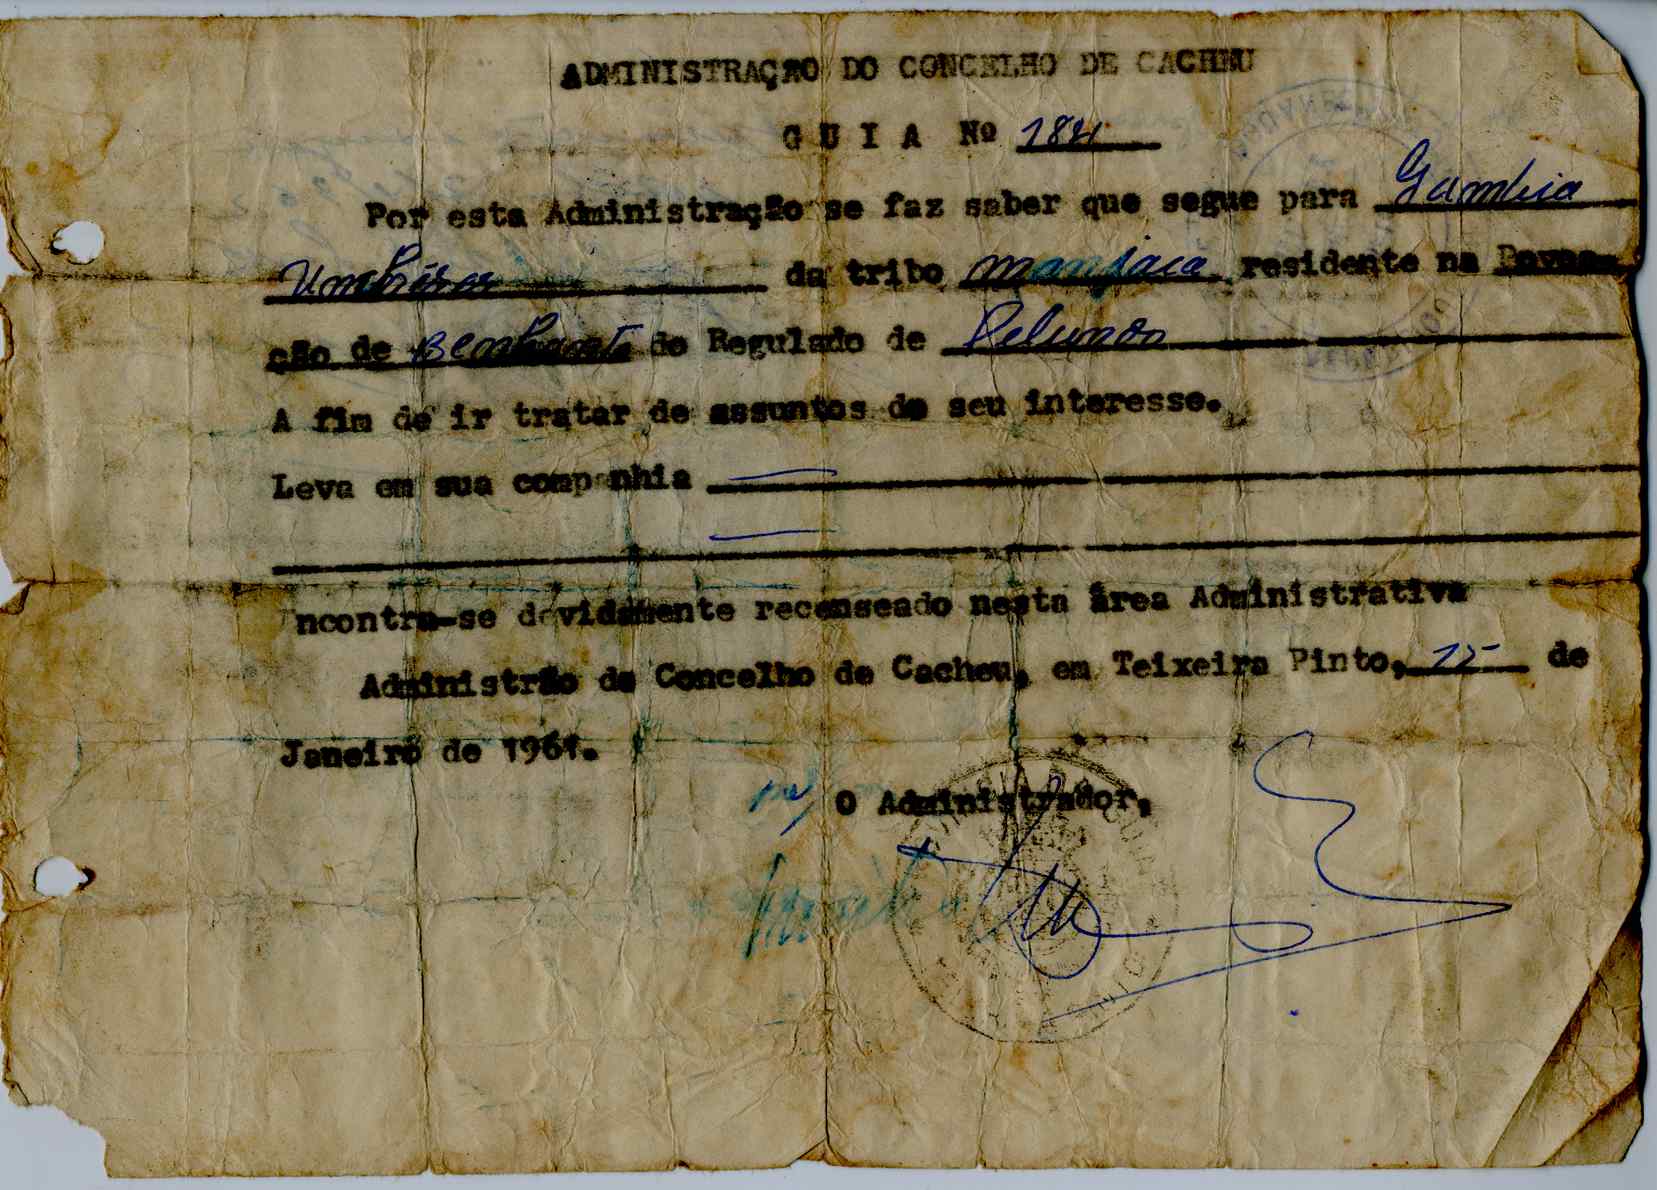 ADMINISTRAÇÃO DO CONCELHO DE CACHEU
GUIA Nº
Por esta Administração se faz saber que segue para Gambia
da tribo manjaca residente na Povoa-
ção de do Regulado de Pelundo
A fim de ir tratar de assuntos de seu interesse.
Leva em sua companhia
ncontra-se devidamente recenseado nesta área Administrativa
Administrão do Concelho de Cacheu, em Teixeira Pinto, 15 de
Janeiro de 1961.
O Administrador,